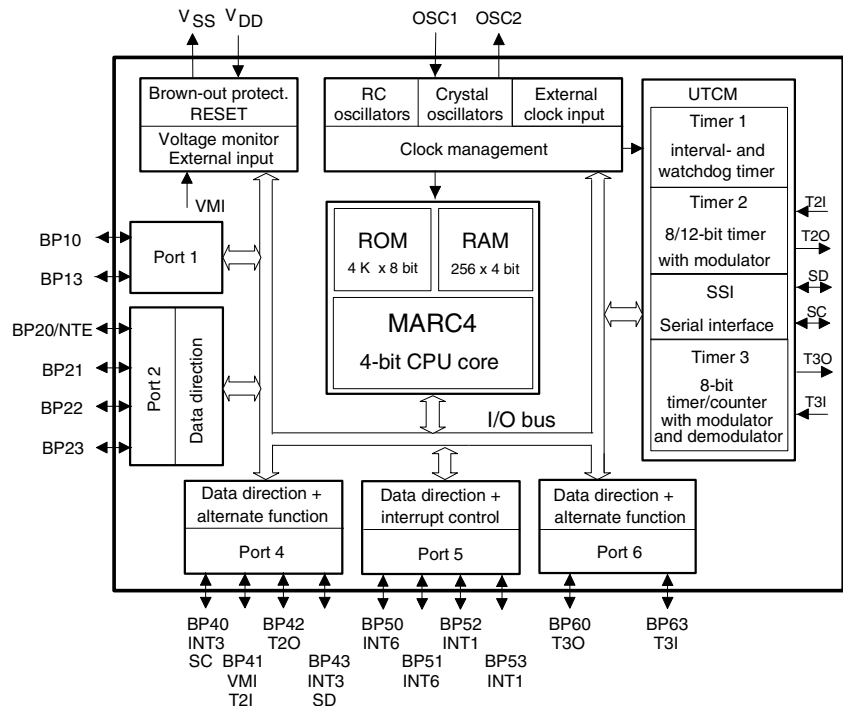 VSS
VDD
OSC1
OSC2
Brown-out protect.
RESET
Voltage monitor
External input
VMI
RC
oscillators
Crystal
oscillators
External
clock input
Clock management
UTCM
Timer 1
interval- and
watchdog timer
Timer 2
8/12-bit timer
with modulator
SSI
Serial interface
Timer 3
8-bit
timer/counter
with modulator
and demodulator
T2I
T2O
SD
SC
T3O
T3I
ROM
4 K x 8 bit
RAM
256 x 4 bit
MARC4
4-bit CPU core
I/O bus
BP10
BP13
Port 1
BP20/NTE
BP21
BP22
BP23
Port 2
Data direction
Data direction +
alternate function
Port 4
Data direction +
interrupt control
Port 5
Data direction +
alternate function
Port 6
BP40
INT3
SC
BP41
VMI
T2I
BP42
T2O
BP43
INT3
SD
BP50
INT6
BP51
INT6
BP52
INT1
BP53
INT1
BP60
T3O
BP63
T3I